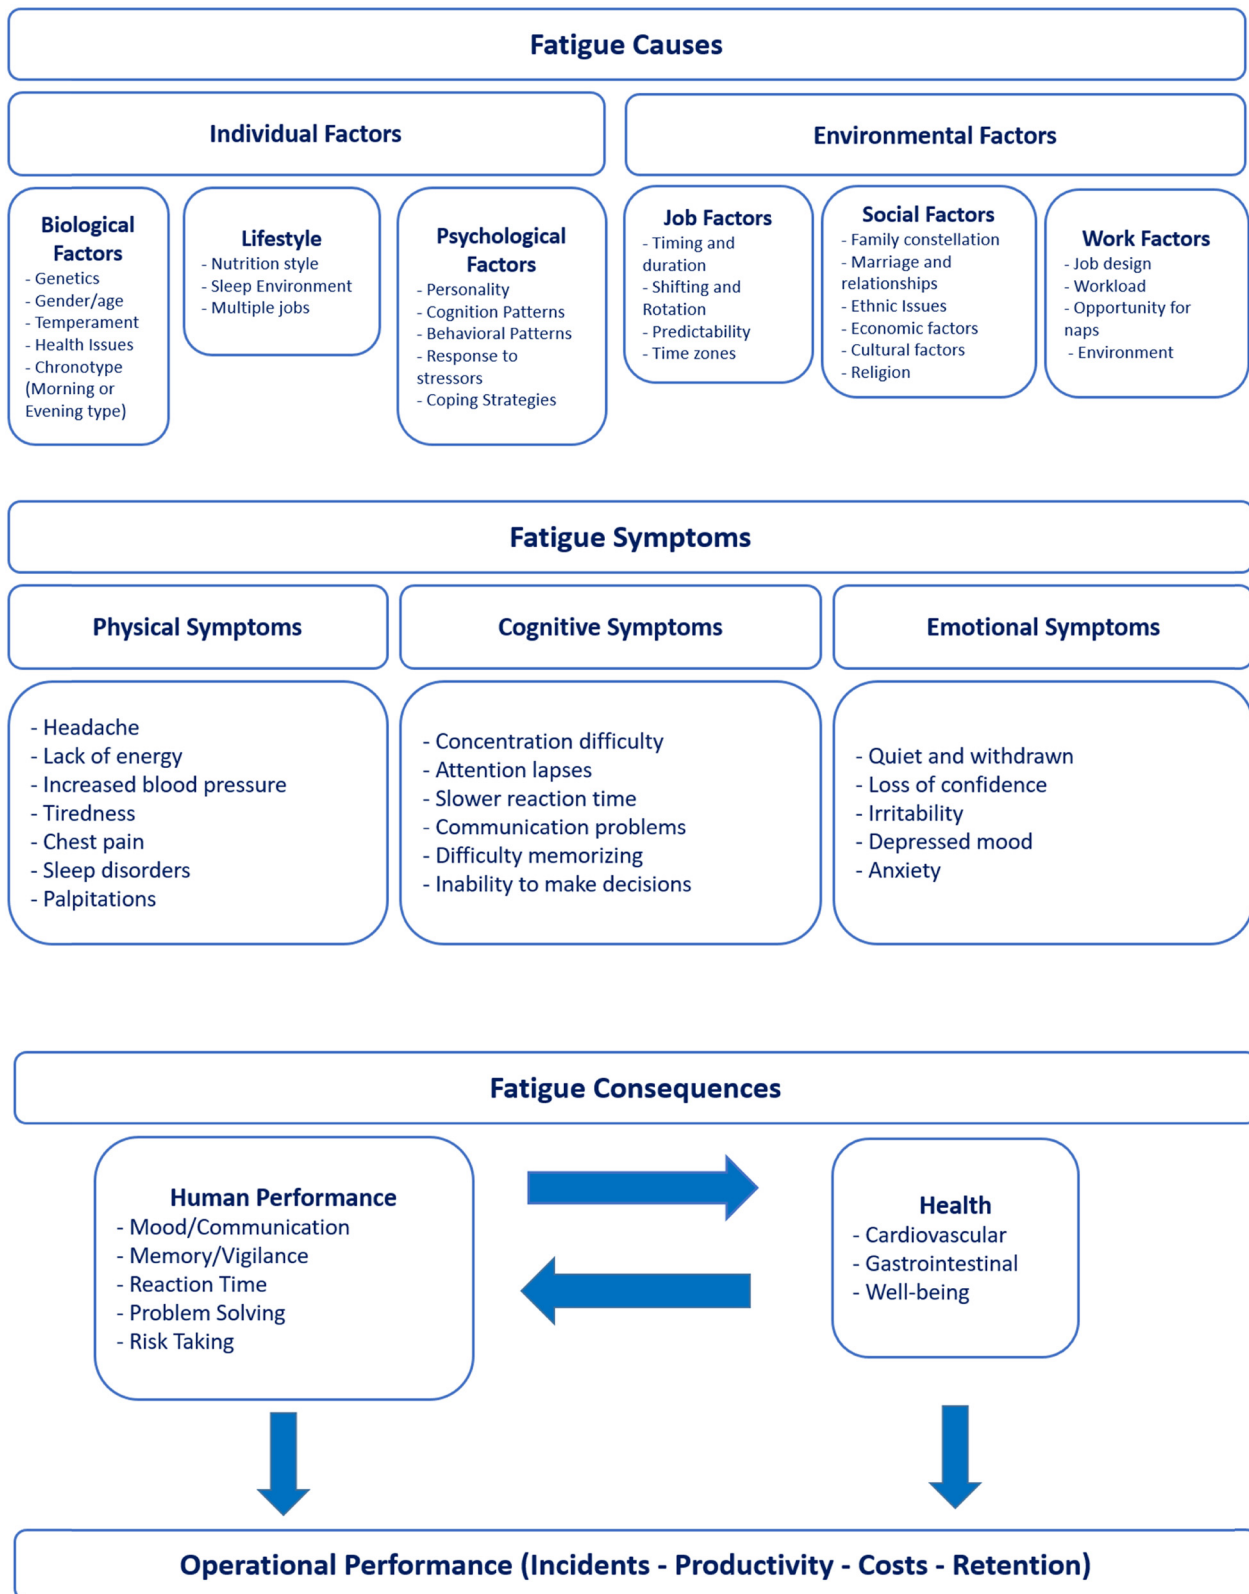 Fatigue Causes
Individual Factors
Environmental Factors
Biological
Factors
- Genetics
- Gender/age
- Temperament
- Health Issues
- Chronotype
(Morning or
Evening type)
Lifestyle
- Nutrition style
- Sleep Environment
- Multiple jobs
Psychological
Factors
- Personality
- Cognition Patterns
- Behavioral Patterns
- Response to
stressors
- Coping Strategies
Job Factors
- Timing and
duration
- Shifting and
Rotation
- Predictability
- Time zones
Social Factors
- Family constellation
- Marriage and
relationships
- Ethnic Issues
- Economic factors
- Cultural factors
- Religion
Work Factors
- Job design
- Workload
- Opportunity for
naps
- Environment
Fatigue Symptoms
Physical Symptoms
Cognitive Symptoms
Emotional Symptoms
- Headache
- Lack of energy
- Increased blood pressure
- Tiredness
- Chest pain
- Sleep disorders
- Palpitations
- Concentration difficulty
- Attention lapses
- Slower reaction time
- Communication problems
- Difficulty memorizing
- Inability to make decisions
- Quiet and withdrawn
- Loss of confidence
- Irritability
- Depressed mood
- Anxiety
Fatigue Consequences
Human Performance
- Mood/Communication
- Memory/Vigilance
- Reaction Time
- Problem Solving
- Risk Taking
Health
- Cardiovascular
- Gastrointestinal
- Well-being
Operational Performance (Incidents - Productivity - Costs - Retention)